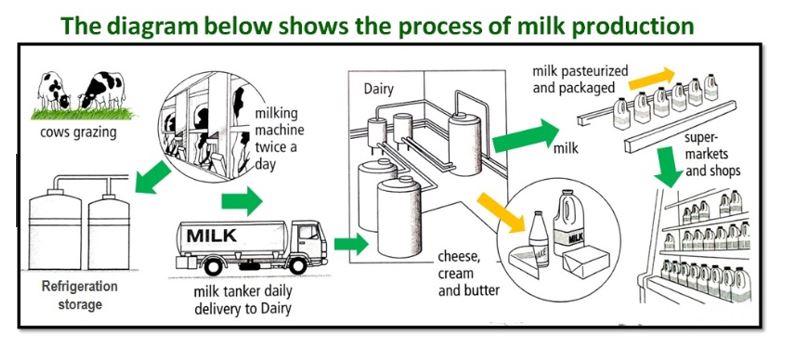 The diagram below shows the process of milk production
cows grazing
milking
machine
twice a
day
Refrigeration
storage
MILK
milk tanker daily
delivery to Dairy
Dairy
cheese,
cream
and butter
MILK
milk
milk pasteurized
and packaged
super-
markets
and shops